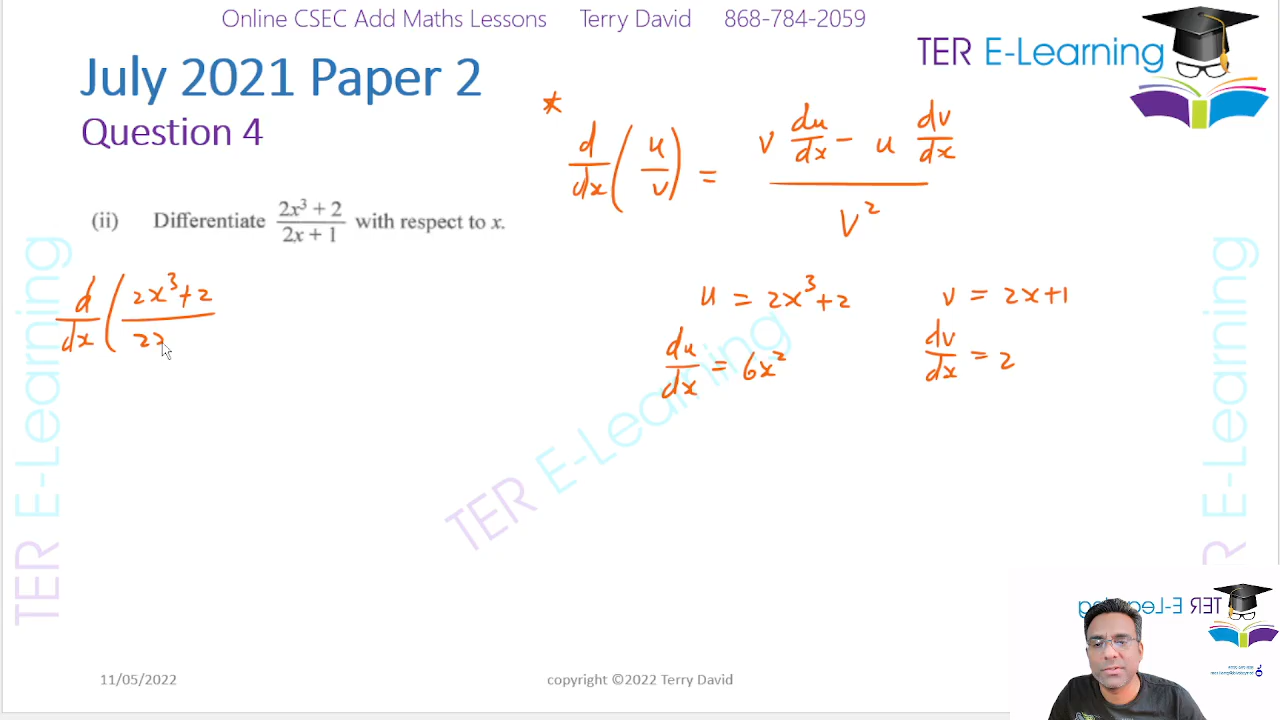 Online CSEC Add Maths Lessons Terry David 868-784-2059
TER E-Learning
July 2021 Paper 2
Question 4
* d/dx (u/v) = (v du/dx - u dv/dx) / v²
(ii) Differentiate (2x³ + 2)/(2x + 1) with respect to x.
d/dx ( 2x³+2 / 2x
u = 2x³+2 v = 2x+1
du/dx = 6x² dv/dx = 2
TER E-Learning
TER E-Learning
TER E-Learning
TER E-Learning
11/05/2022 copyright ©2022 Terry David